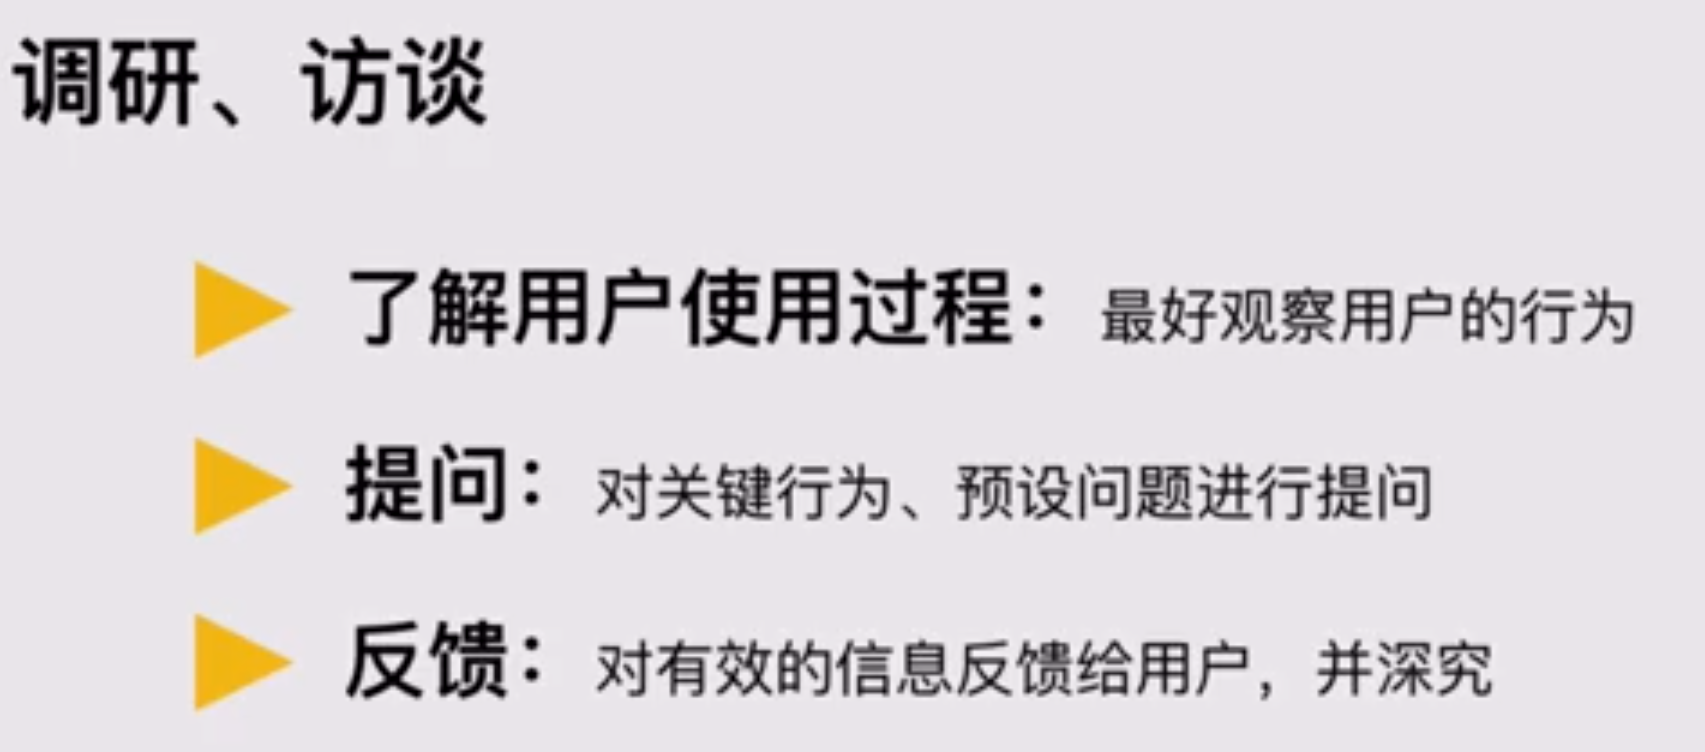 调研、访谈
了解用户使用过程：最好观察用户的行为
提问：对关键行为、预设问题进行提问
反馈：对有效的信息反馈给用户，并深究